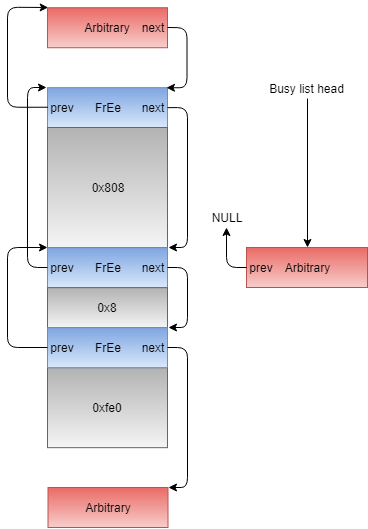 Arbitrary next
prev FrEe next
0x808
prev FrEe next
0x8
prev FrEe next
0xfe0
Arbitrary
Busy list head
NULL
prev Arbitrary